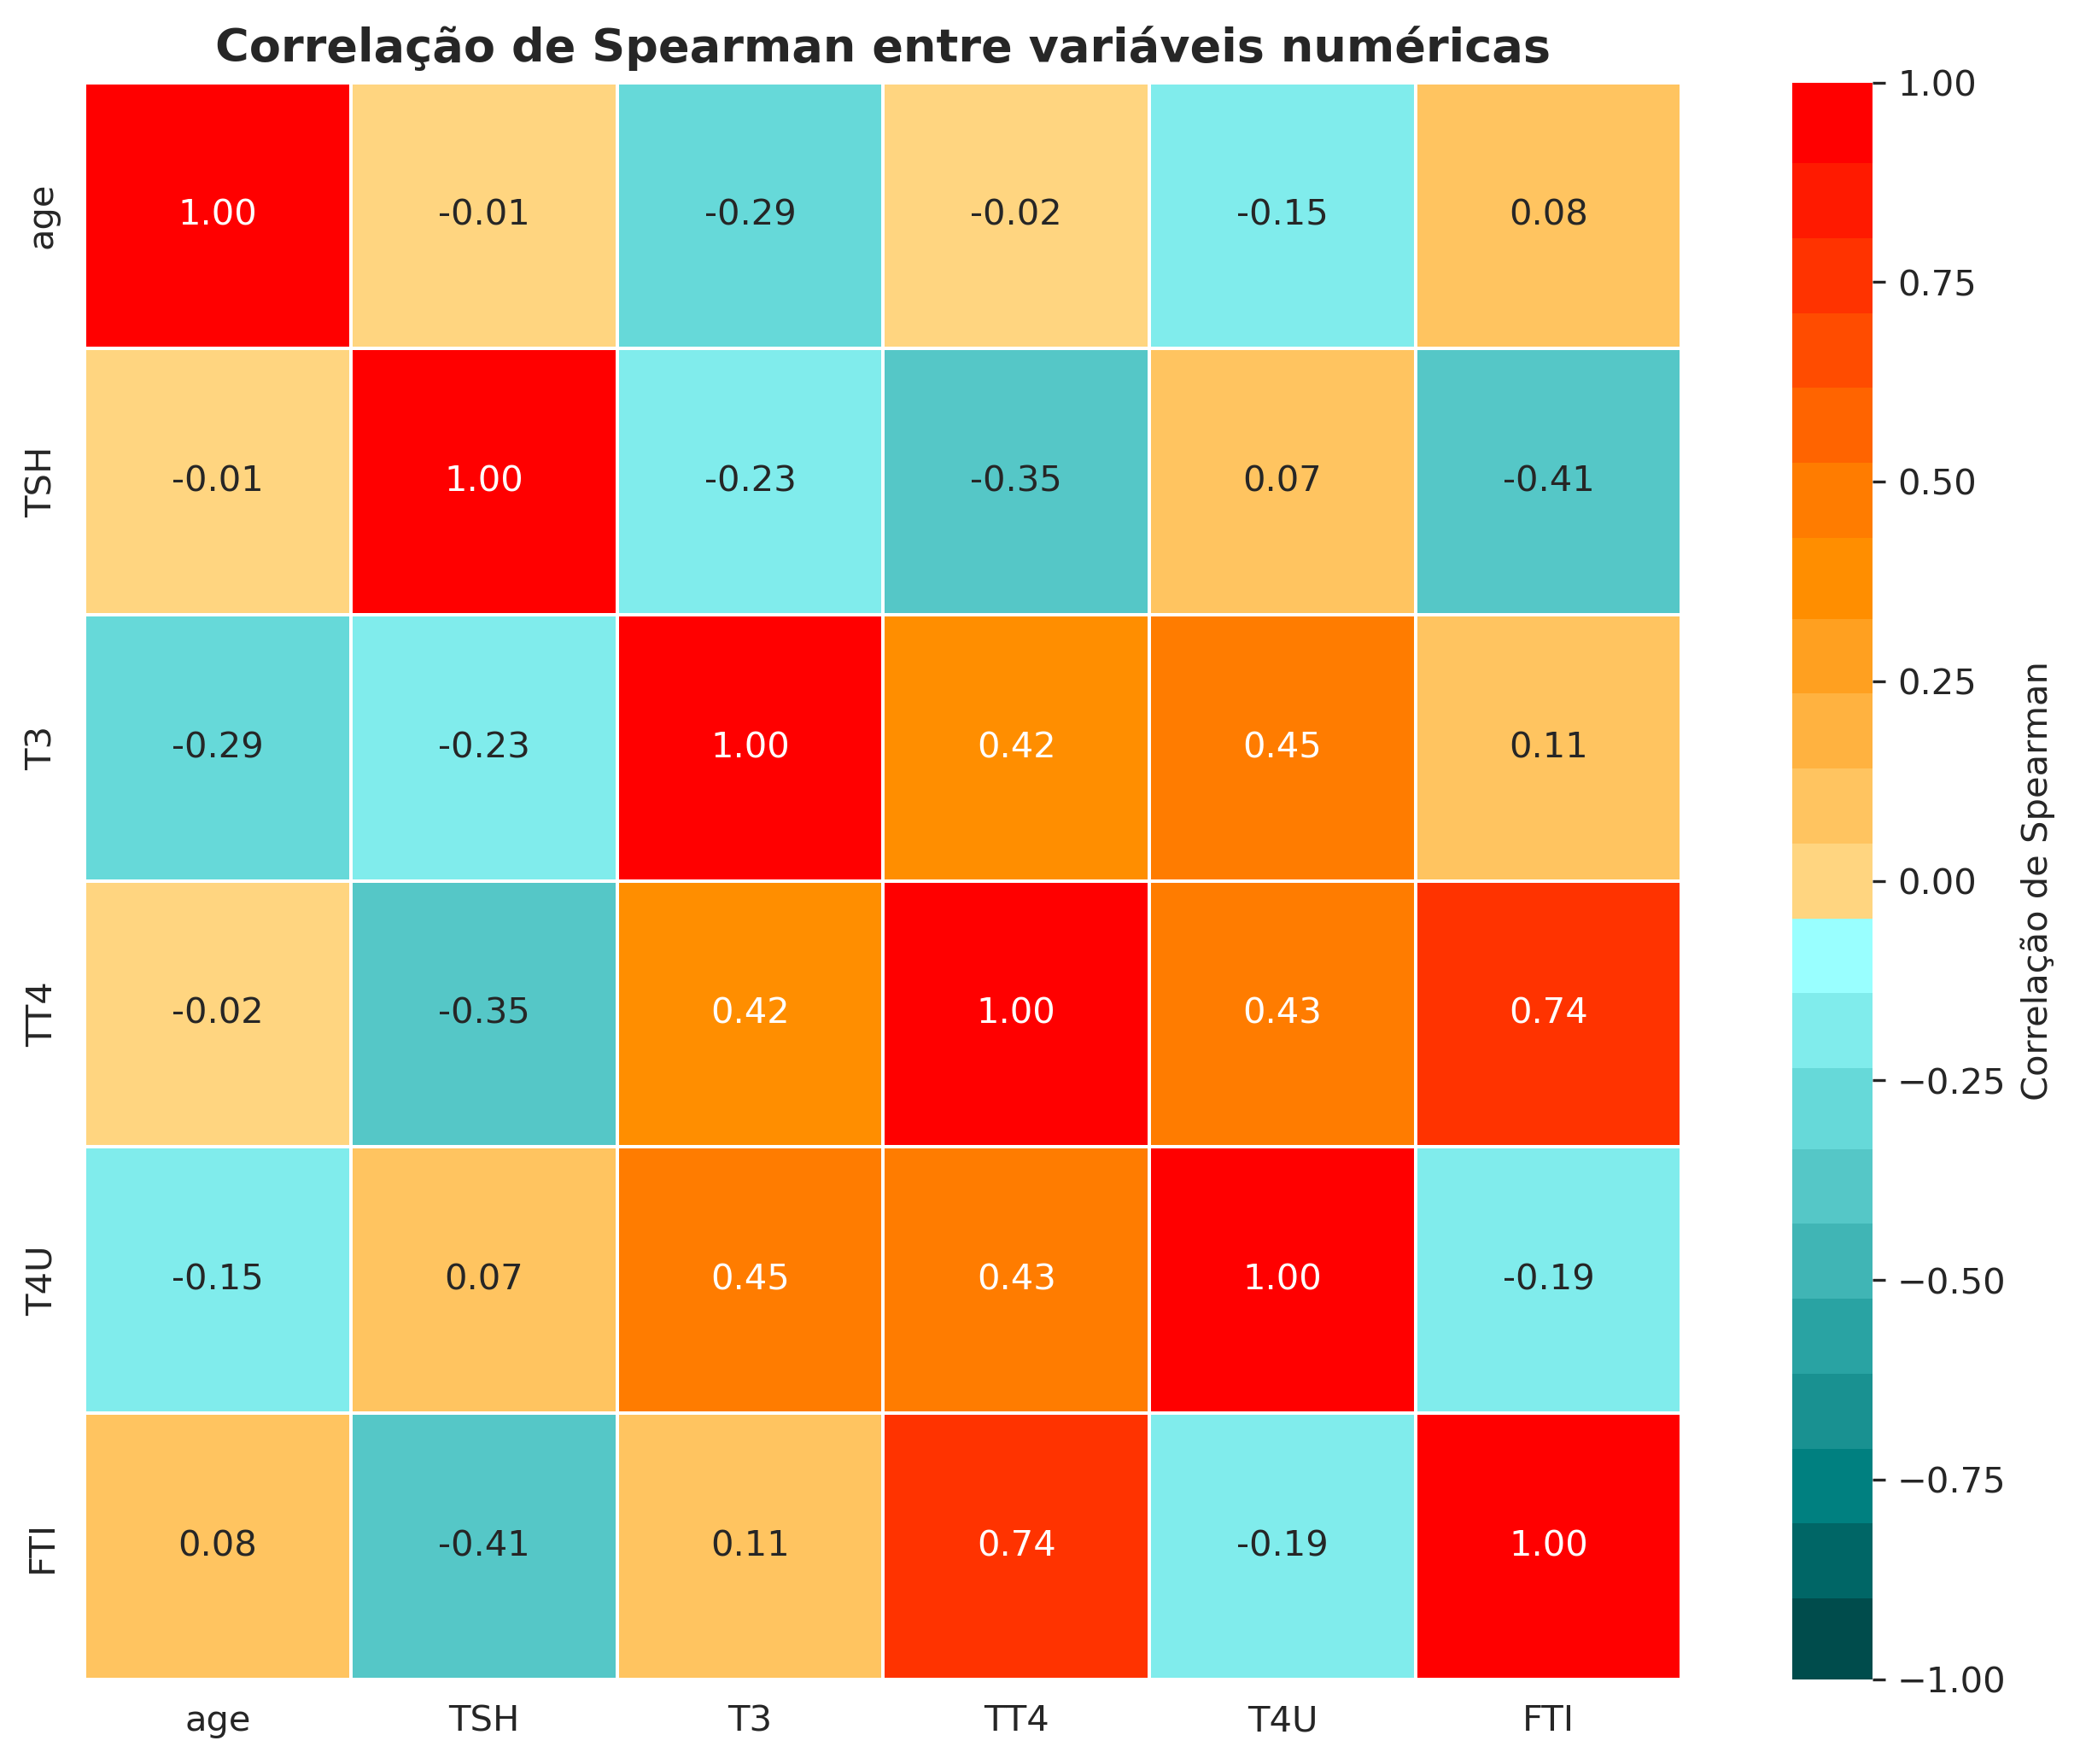 Correlação de Spearman entre variáveis numéricas
age 1.00 -0.01 -0.29 -0.02 -0.15 0.08
TSH -0.01 1.00 -0.23 -0.35 0.07 -0.41
T3 -0.29 -0.23 1.00 0.42 0.45 0.11
TT4 -0.02 -0.35 0.42 1.00 0.43 0.74
T4U -0.15 0.07 0.45 0.43 1.00 -0.19
FTI 0.08 -0.41 0.11 0.74 -0.19 1.00
age TSH T3 TT4 T4U FTI
1.00
0.75
0.50
0.25
0.00
−0.25
−0.50
−0.75
−1.00
Correlação de Spearman